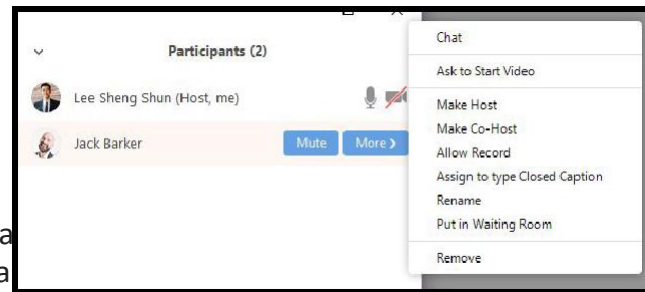 Participants (2)
Lee Sheng Shun (Host, me)
Jack Barker
Mute
More >
Chat
Ask to Start Video
Make Host
Make Co-Host
Allow Record
Assign to type Closed Caption
Rename
Put in Waiting Room
Remove
a
a